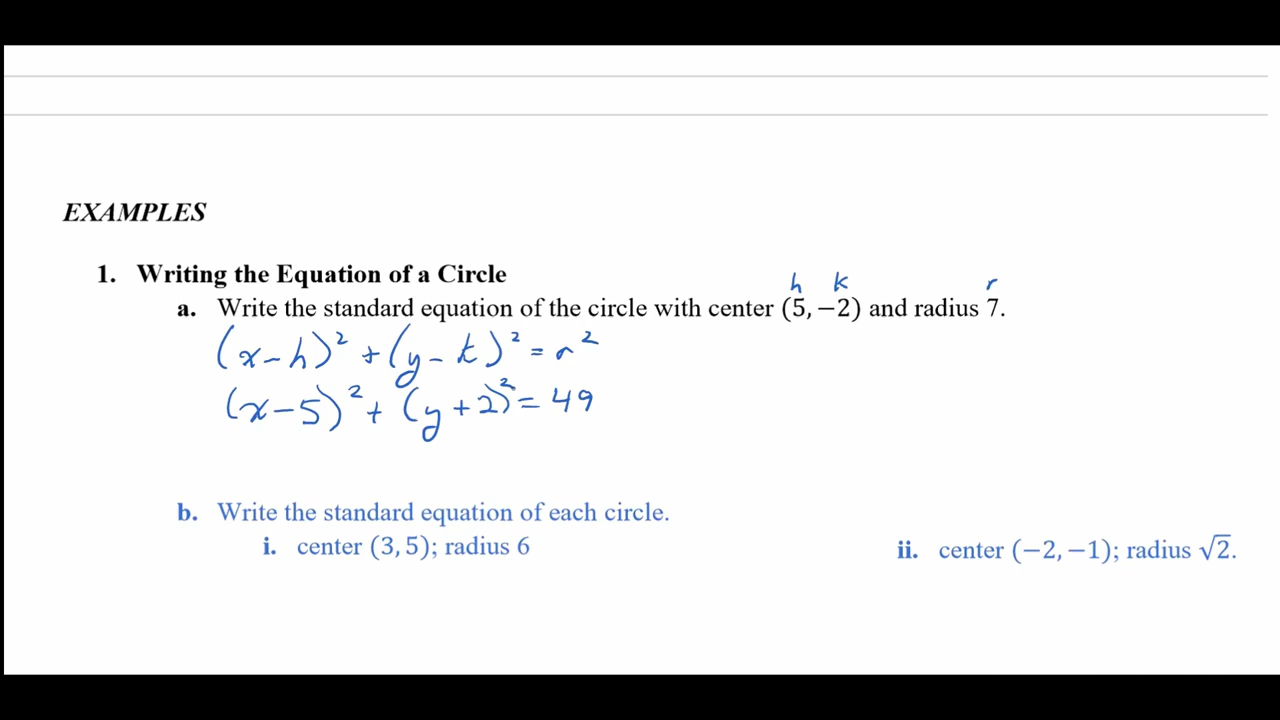 EXAMPLES
1. Writing the Equation of a Circle
h k r
a. Write the standard equation of the circle with center (5, −2) and radius 7.
(x − h)² + (y − k)² = r²
(x − 5)² + (y + 2)² = 49
b. Write the standard equation of each circle.
i. center (3, 5); radius 6
ii. center (−2, −1); radius √2.